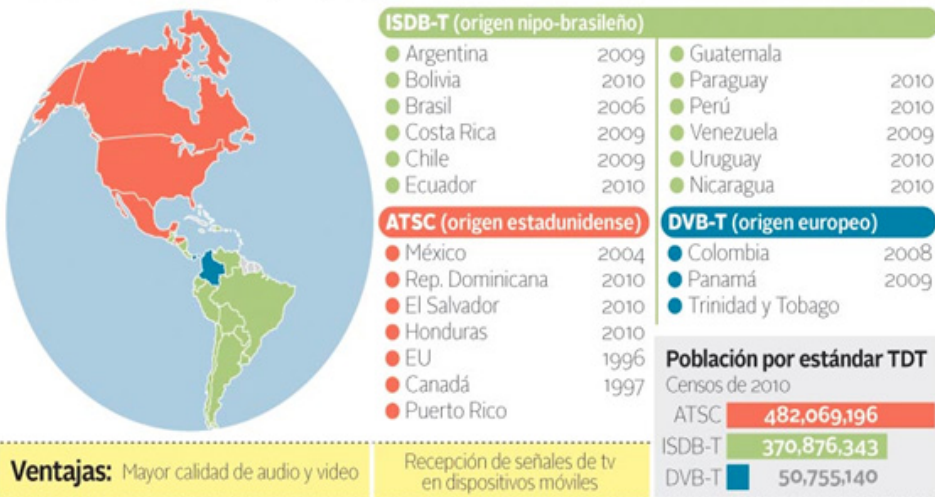 ISDB-T (origen nipo-brasileño)
Argentina 2009
Bolivia 2010
Brasil 2006
Costa Rica 2009
Chile 2009
Ecuador 2010
Guatemala
Paraguay 2010
Perú 2010
Venezuela 2009
Uruguay 2010
Nicaragua 2010
ATSC (origen estadunidense)
México 2004
Rep. Dominicana 2010
El Salvador 2010
Honduras 2010
EU 1996
Canadá 1997
Puerto Rico
DVB-T (origen europeo)
Colombia 2008
Panamá 2009
Trinidad y Tobago
Población por estándar TDT
Censos de 2010
ATSC 482,069,196
ISDB-T 370,876,343
DVB-T 50,755,140
Ventajas: Mayor calidad de audio y video
Recepción de señales de tv
en dispositivos móviles